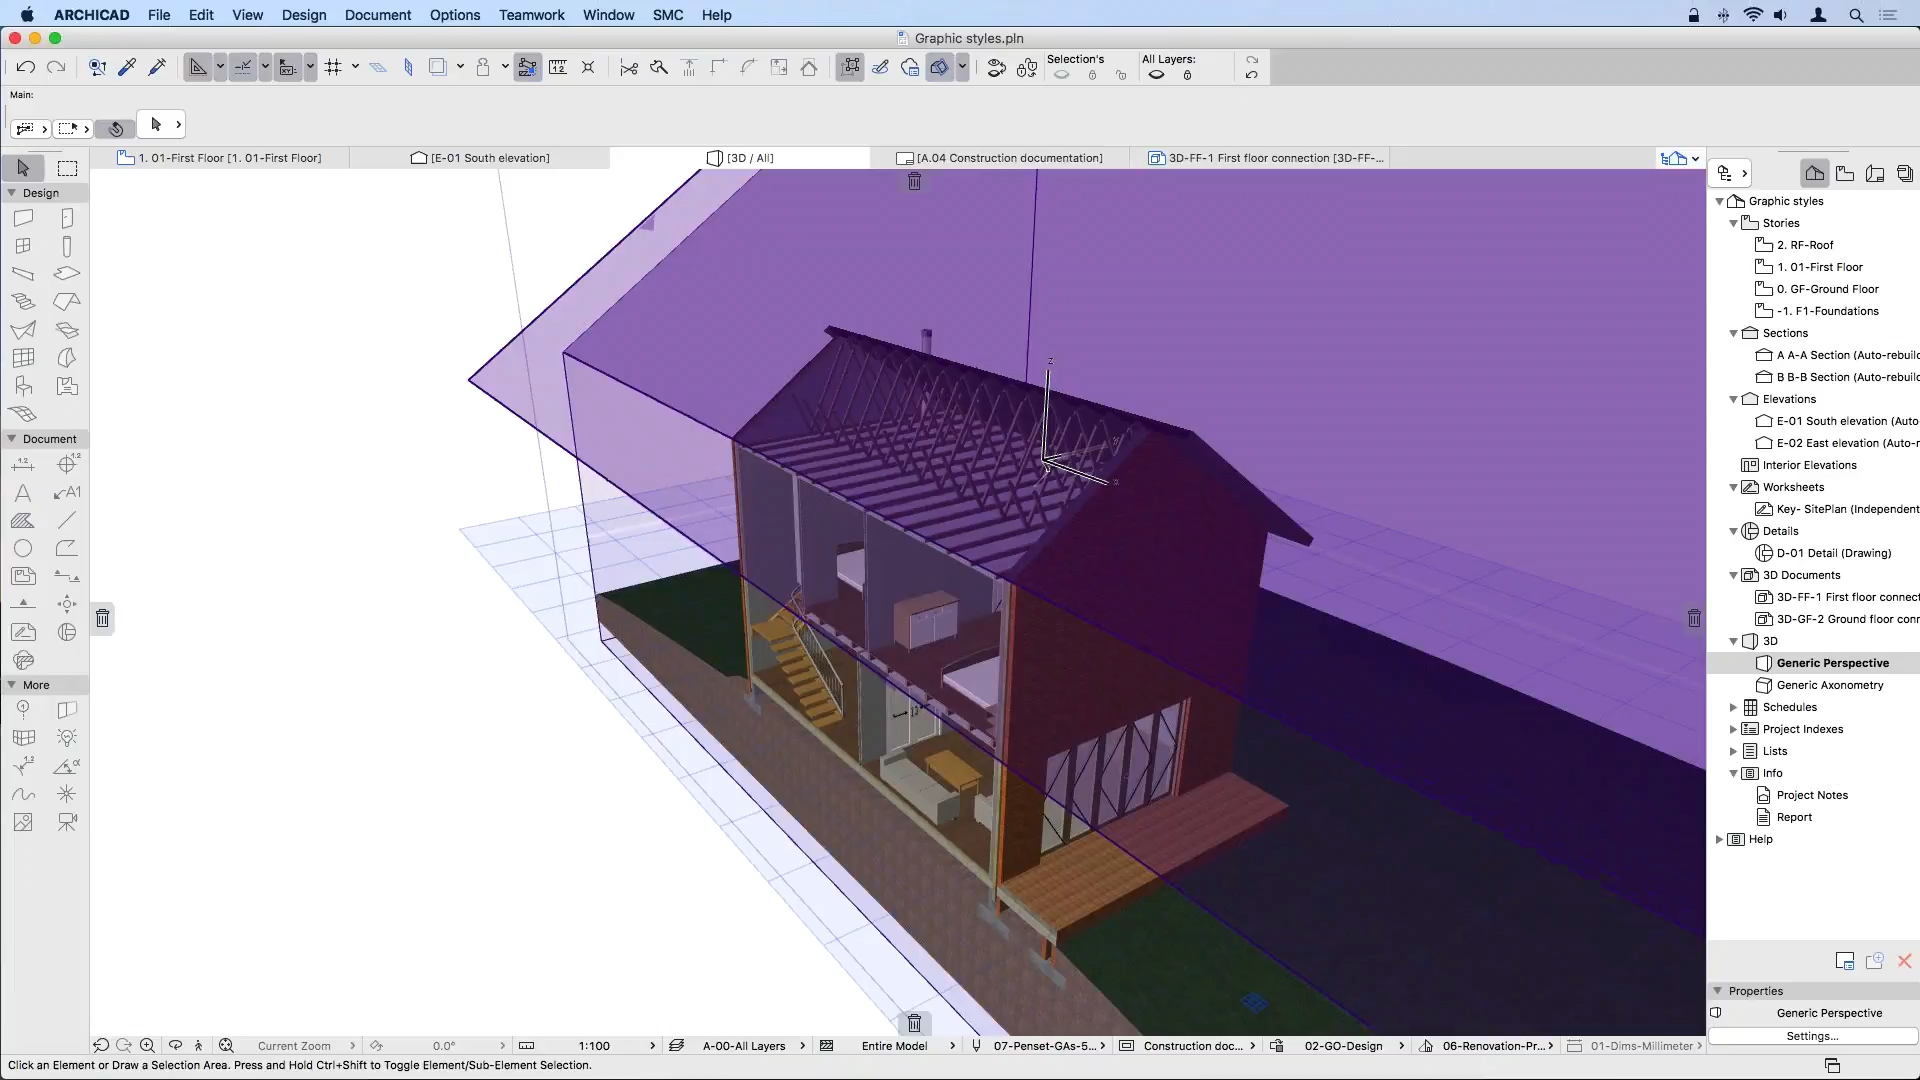 ARCHICAD File Edit View Design Document Options Teamwork Window SMC Help
Graphic styles.pln
Selection's
All Layers:
Main:
1. 01-First Floor [1. 01-First Floor]
[E-01 South elevation]
[3D / All]
[A.04 Construction documentation]
3D-FF-1 First floor connection [3D-FF-...
Design
Document
More
Graphic styles
Stories
2. RF-Roof
1. 01-First Floor
0. GF-Ground Floor
-1. F1-Foundations
Sections
A A-A Section (Auto-rebuild
B B-B Section (Auto-rebuild
Elevations
E-01 South elevation (Auto
E-02 East elevation (Auto-r
Interior Elevations
Worksheets
Key- SitePlan (Independent
Details
D-01 Detail (Drawing)
3D Documents
3D-FF-1 First floor connect
3D-GF-2 Ground floor conr
3D
Generic Perspective
Generic Axonometry
Schedules
Project Indexes
Lists
Info
Project Notes
Report
Help
Properties
Generic Perspective
Settings...
Current Zoom
0.0°
1:100
A-00-All Layers
Entire Model
07-Penset-GAs-5...
Construction doc...
02-GO-Design
06-Renovation-Pr...
01-Dims-Millimeter
Click an Element or Draw a Selection Area. Press and Hold Ctrl+Shift to Toggle Element/Sub-Element Selection.